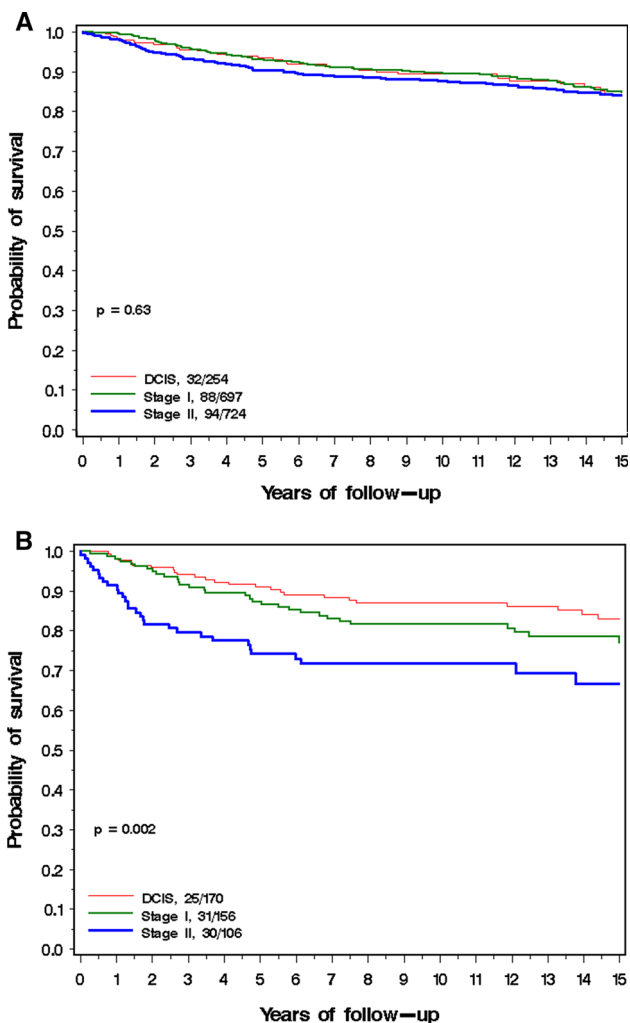 A
Probability of survival
1.0
0.9
0.8
0.7
0.6
0.5
0.4
0.3
0.2
0.1
0.0
p = 0.63
DCIS, 32/254
Stage I, 88/697
Stage II, 94/724
0 1 2 3 4 5 6 7 8 9 10 11 12 13 14 15
Years of follow—up
B
Probability of survival
1.0
0.9
0.8
0.7
0.6
0.5
0.4
0.3
0.2
0.1
0.0
p = 0.002
DCIS, 25/170
Stage I, 31/156
Stage II, 30/106
0 1 2 3 4 5 6 7 8 9 10 11 12 13 14 15
Years of follow—up